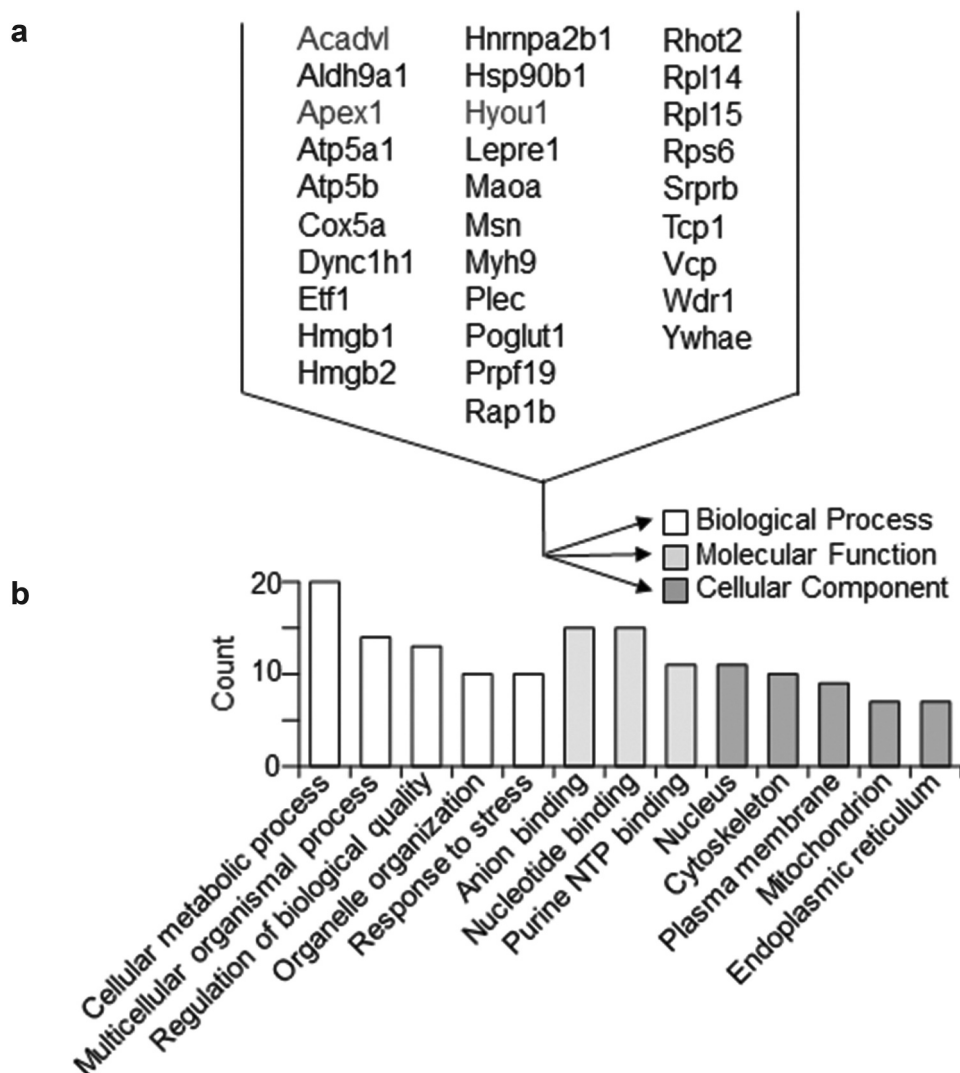 a
Acadvl
Aldh9a1
Apex1
Atp5a1
Atp5b
Cox5a
Dync1h1
Etf1
Hmgb1
Hmgb2
Hnrnpa2b1
Hsp90b1
Hyou1
Lepre1
Maoa
Msn
Myh9
Plec
Poglut1
Prpf19
Rap1b
Rhot2
Rpl14
Rpl15
Rps6
Srprb
Tcp1
Vcp
Wdr1
Ywhae
Biological Process
Molecular Function
Cellular Component
b
Count
20
10
0
Cellular metabolic process
Multicellular organismal process
Regulation of biological quality
Organelle organization
Response to stress
Anion binding
Nucleotide binding
Purine NTP binding
Nucleus
Cytoskeleton
Plasma membrane
Mitochondrion
Endoplasmic reticulum